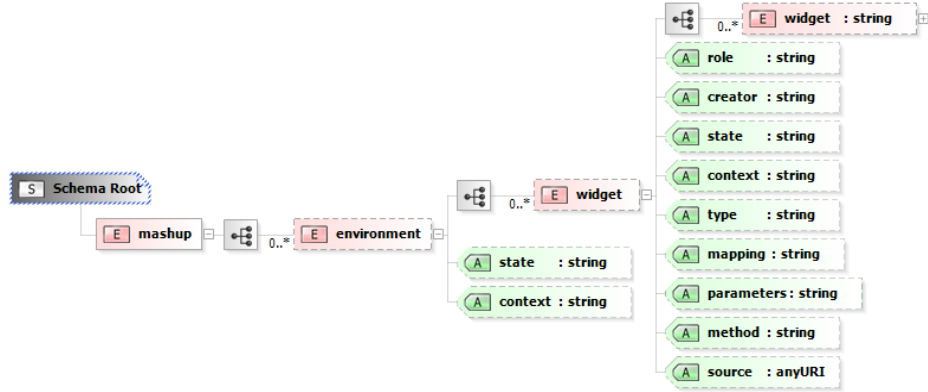 E widget : string
0..*
A role : string
A creator : string
A state : string
A context : string
S Schema Root
E widget
0..*
A type : string
E mashup
E environment
0..*
A mapping : string
A state : string
A parameters : string
A context : string
A method : string
A source : anyURI